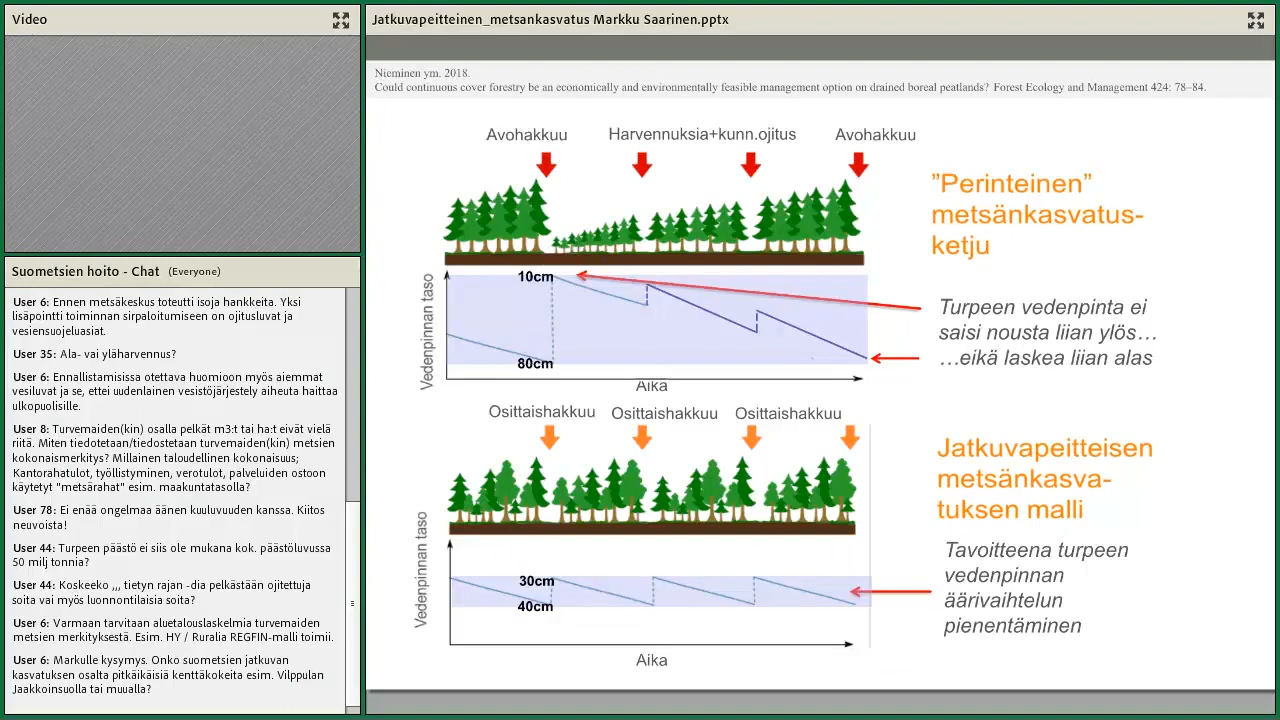 Video
Suometsien hoito - Chat (Everyone)
User 6: Ennen metsäkeskus toteutti isoja hankkeita. Yksi
lisäpointti toiminnan sirpaloitumiseen on ojitusluvat ja
vesiensuojeluasiat.
User 35: Ala- vai yläharvennus?
User 6: Ennallistamisissa otettava huomioon myös aiemmat
vesiluvat ja se, ettei uudenlainen vesistöjärjestely aiheuta haittaa
ulkopuolisille.
User 8: Turvemaiden(kin) osalla pelkät m3:t tai ha:t eivät vielä
riitä. Miten tiedotetaan/tiedostetaan turvemaiden(kin) metsien
kokonaismerkitys? Millainen taloudellinen kokonaisuus;
Kantorahatulot, työllistyminen, verotulot, palveluiden ostoon
käytetyt "metsärahat" esim. maakuntatasolla?
User 78: Ei enää ongelmaa äänen kuuluvuuden kanssa. Kiitos
neuvoista!
User 44: Turpeen päästö ei siis ole mukana kok. päästöluvussa
50 milj tonnia?
User 44: Koskeeko ,,, tietyn rajan -dia pelkästään ojitettuja
soita vai myös luonnontilaisia soita?
User 6: Varmaan tarvitaan aluetalouslaskelmia turvemaiden
metsien merkityksestä. Esim. HY / Ruralia REGFIN-malli toimii.
User 6: Markulle kysymys. Onko suometsien jatkuvan
kasvatuksen osalta pitkäikäisiä kenttäkokeita esim. Vilppulan
Jaakkoinsuolla tai muualla?
Jatkuvapeitteinen_metsankasvatus Markku Saarinen.pptx
Nieminen ym. 2018.
Could continuous cover forestry be an economically and environmentally feasible management option on drained boreal peatlands? Forest Ecology and Management 424: 78–84.
Avohakkuu Harvennuksia+kunn.ojitus Avohakkuu
”Perinteinen”
metsänkasvatus-
ketju
Vedenpinnan taso
10cm
80cm
Aika
Turpeen vedenpinta ei
saisi nousta liian ylös…
…eikä laskea liian alas
Osittaishakkuu Osittaishakkuu Osittaishakkuu
Jatkuvapeitteisen
metsänkasva-
tuksen malli
Vedenpinnan taso
30cm
40cm
Aika
Tavoitteena turpeen
vedenpinnan
äärivaihtelun
pienentäminen